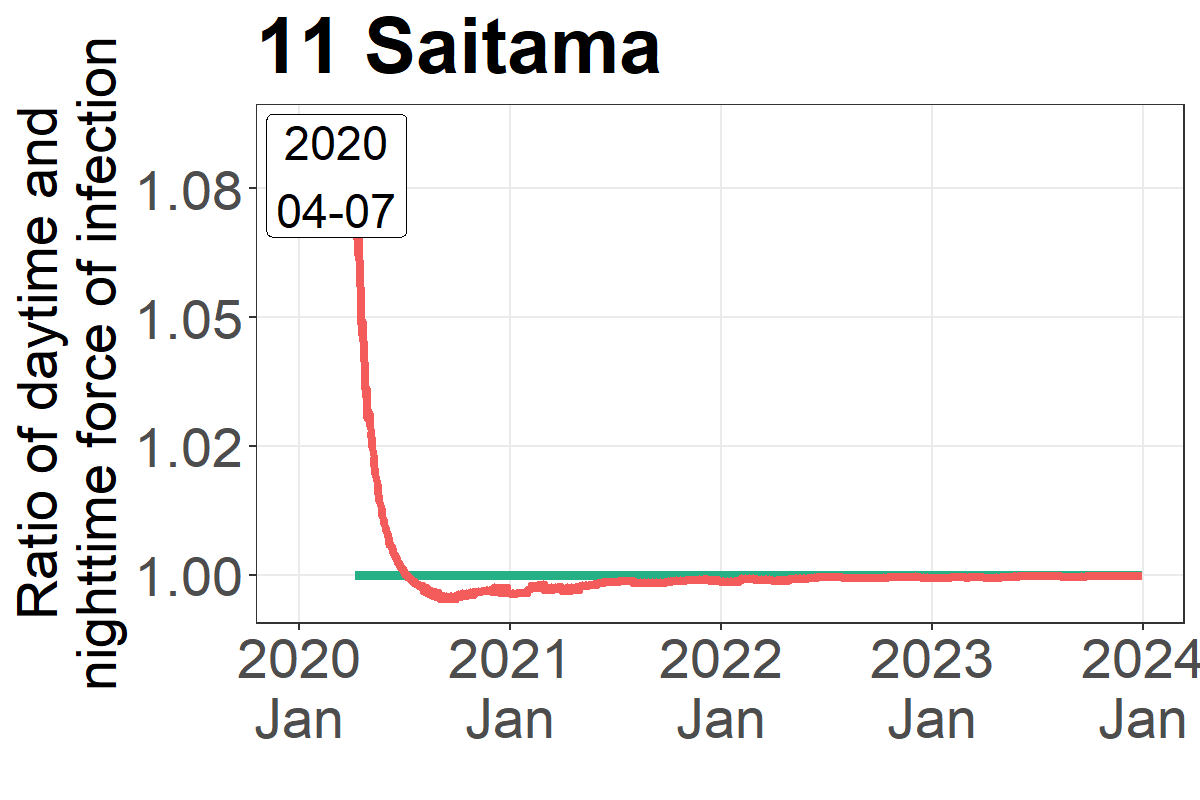 11 Saitama
Ratio of daytime and
nighttime force of infection
2020
04-07
1.08
1.05
1.02
1.00
2020
Jan
2021
Jan
2022
Jan
2023
Jan
2024
Jan